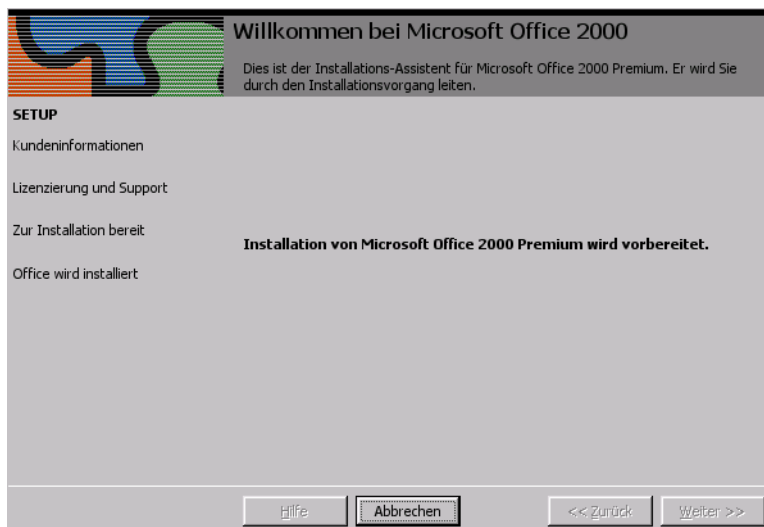 Willkommen bei Microsoft Office 2000
Dies ist der Installations-Assistent für Microsoft Office 2000 Premium. Er wird Sie
durch den Installationsvorgang leiten.
SETUP
Kundeninformationen
Lizenzierung und Support
Zur Installation bereit
Office wird installiert
Installation von Microsoft Office 2000 Premium wird vorbereitet.
Hilfe
Abbrechen
<< Zurück
Weiter >>